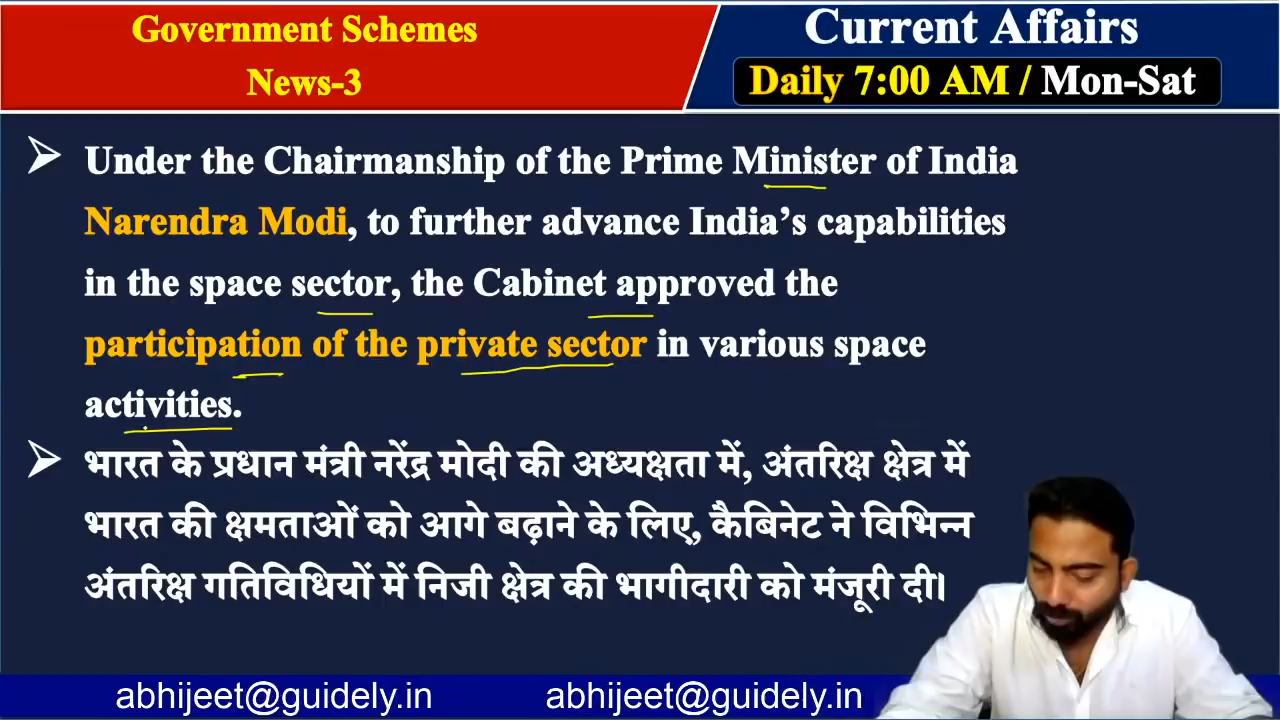 Government Schemes
News-3
Current Affairs
Daily 7:00 AM / Mon-Sat
Under the Chairmanship of the Prime Minister of India
Narendra Modi, to further advance India’s capabilities
in the space sector, the Cabinet approved the
participation of the private sector in various space
activities.
भारत के प्रधान मंत्री नरेंद्र मोदी की अध्यक्षता में, अंतरिक्ष क्षेत्र में
भारत की क्षमताओं को आगे बढ़ाने के लिए, कैबिनेट ने विभिन्न
अंतरिक्ष गतिविधियों में निजी क्षेत्र की भागीदारी को मंजूरी दी।
abhijeet@guidely.in abhijeet@guidely.in